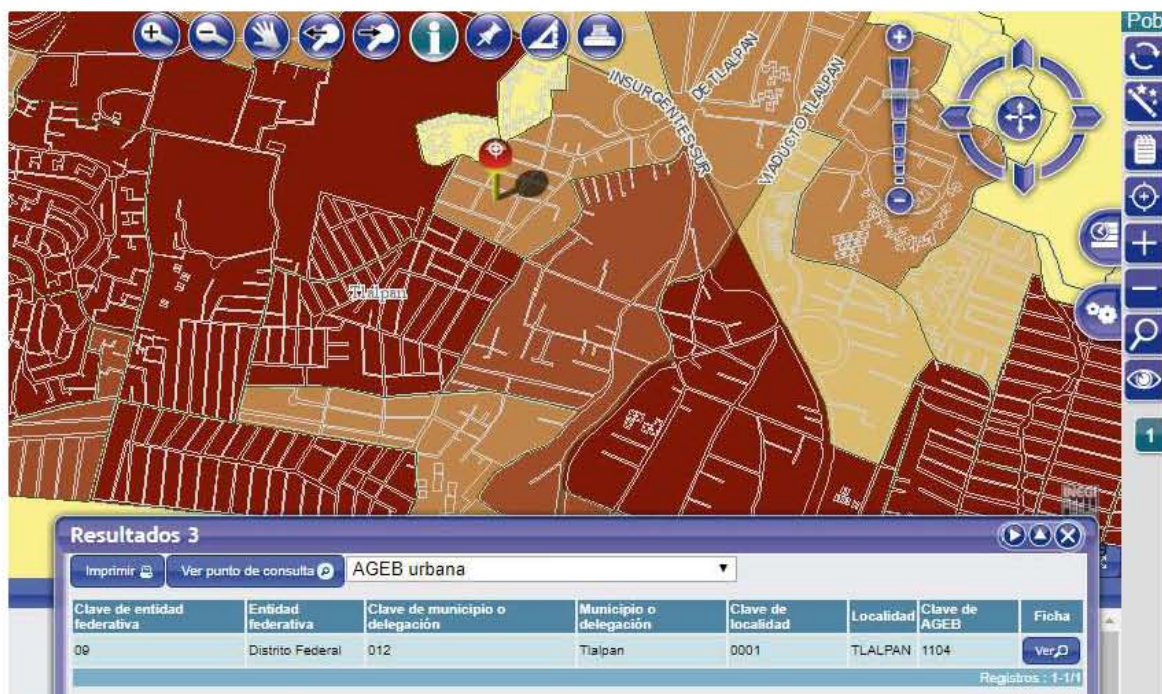 Pob
INSURGENTES SUR
DE TLALPAN
VIADUCTO TLALPAN
Tlalpan
1
INEGI
Resultados 3
Imprimir
Ver punto de consulta
AGEB urbana
Clave de entidad federativa Entidad federativa Clave de municipio o delegación Municipio o delegación Clave de localidad Localidad Clave de AGEB Ficha
09 Distrito Federal 012 Tlalpan 0001 TLALPAN 1104 Ver
Registros : 1-1/1